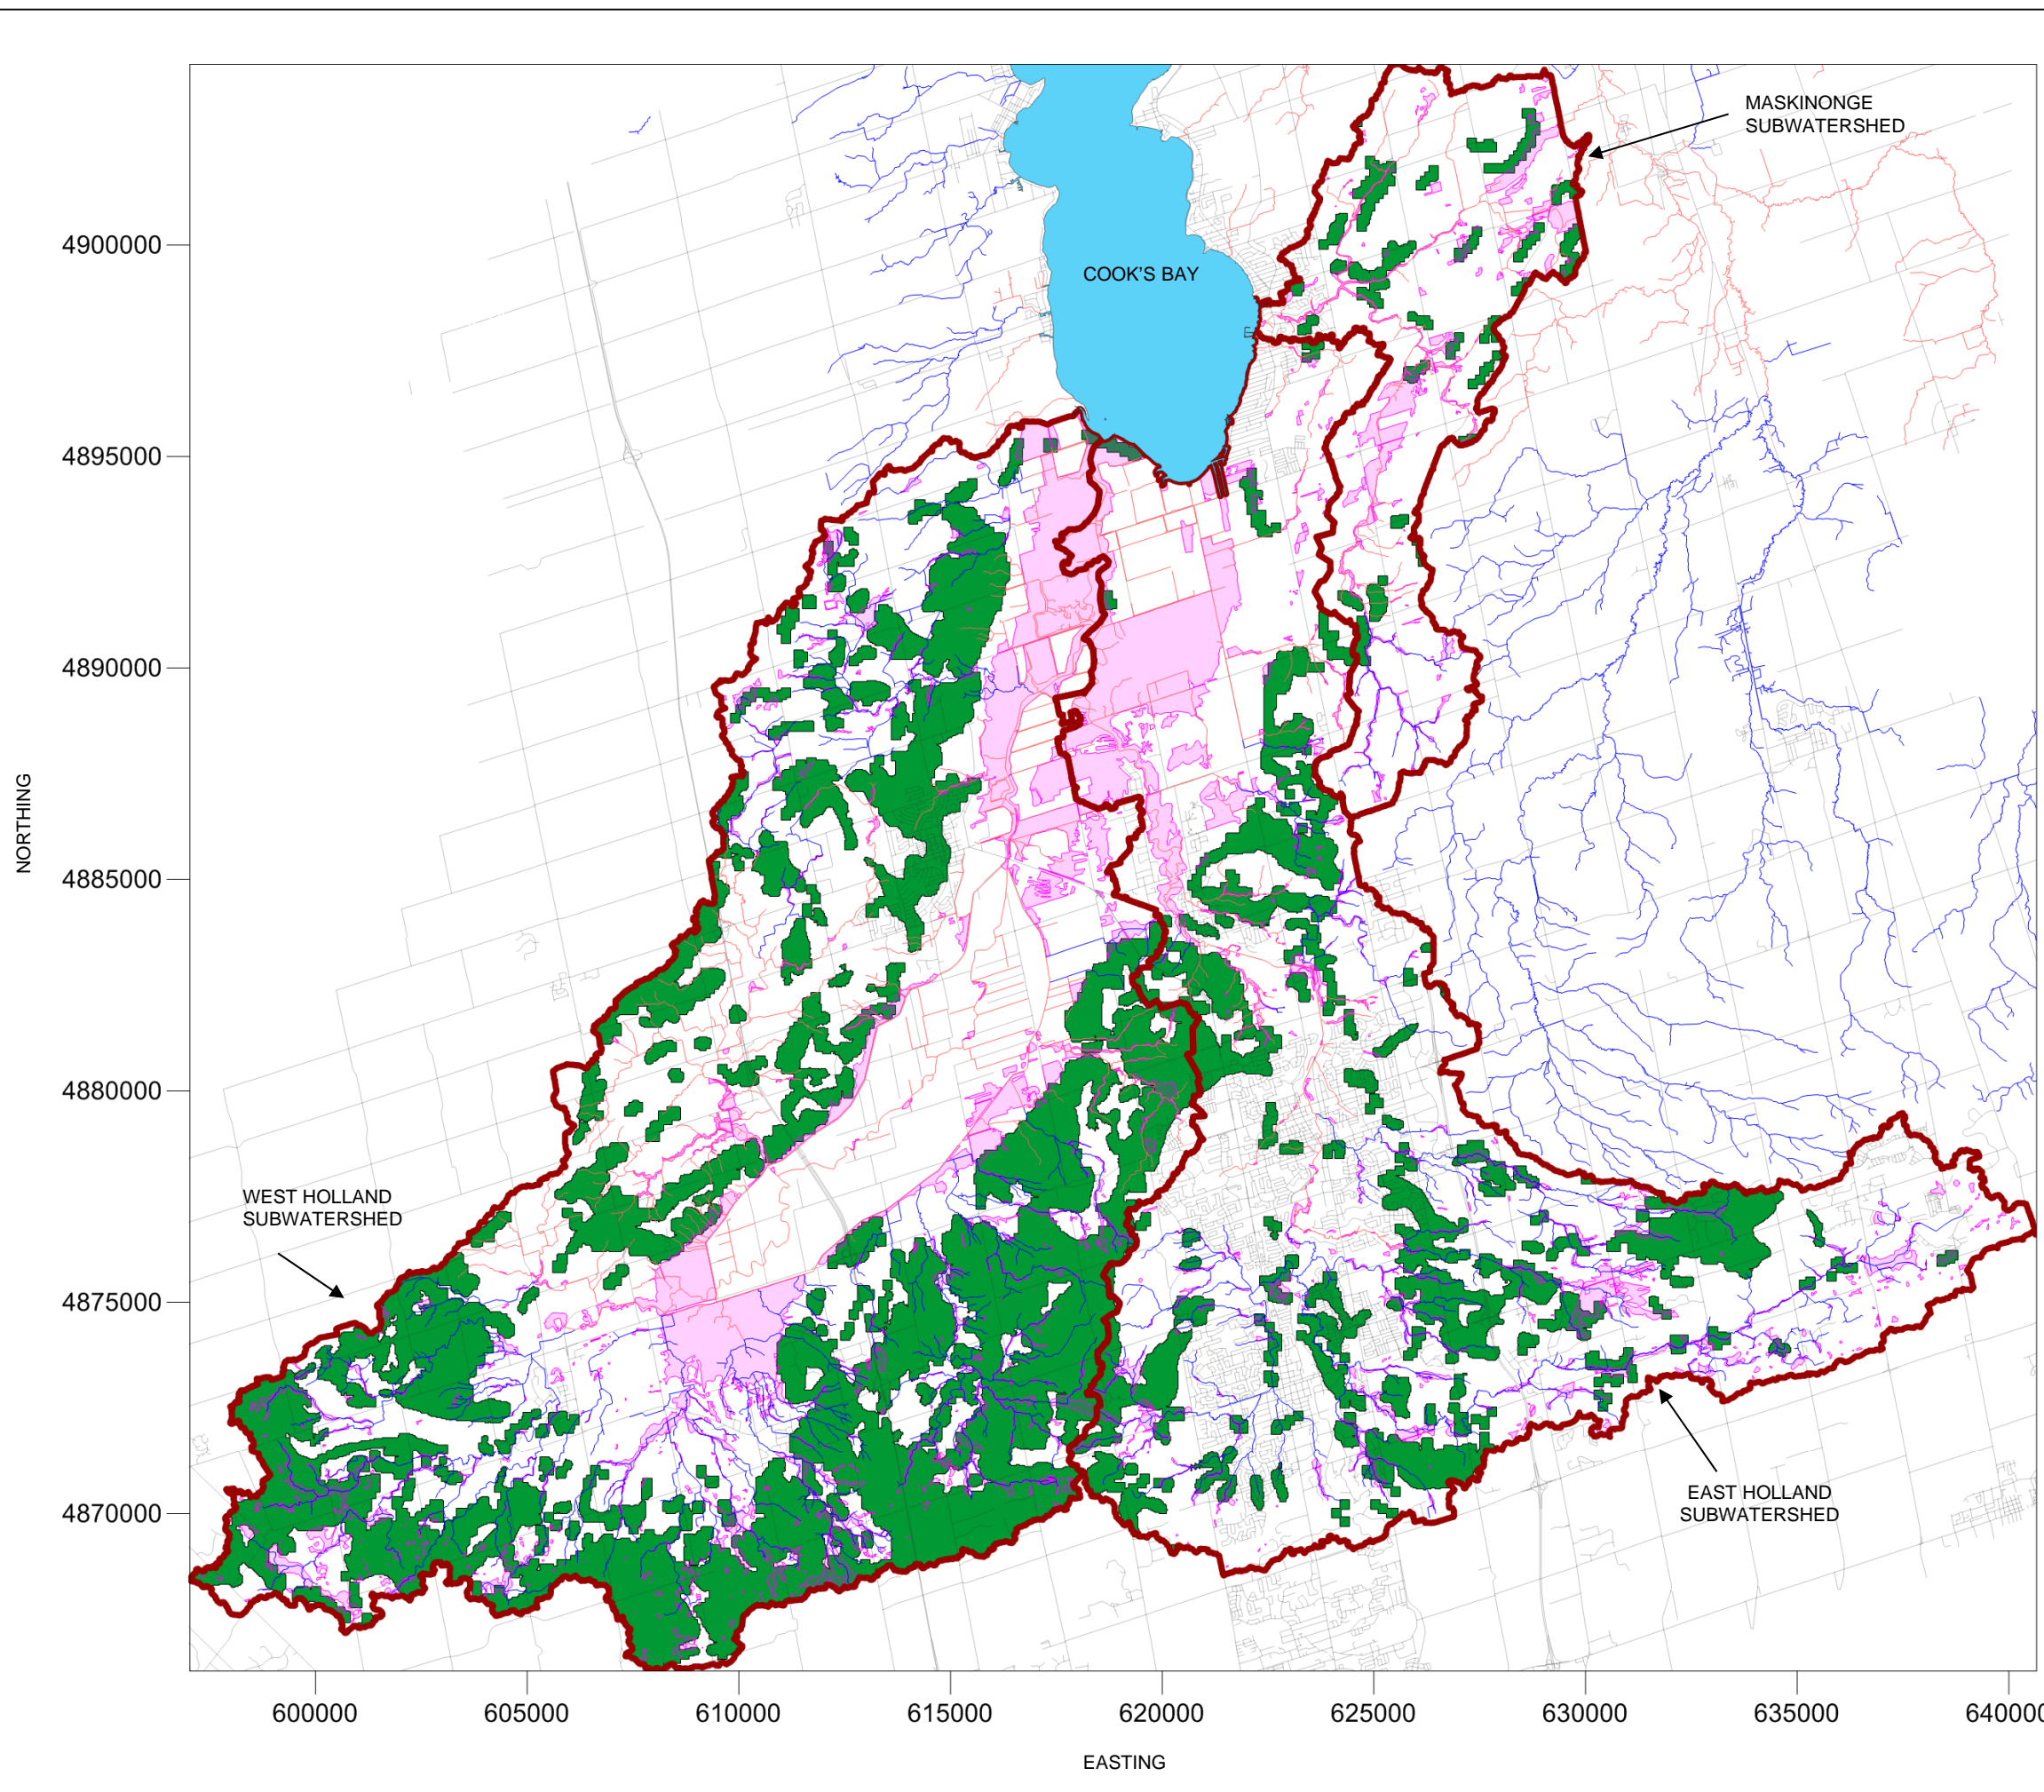 MASKINONGE
SUBWATERSHED
4900000
COOK'S BAY
4895000
4890000
NORTHING
4885000
4880000
WEST HOLLAND
SUBWATERSHED
4875000
EAST HOLLAND
SUBWATERSHED
4870000
600000
605000
610000
615000
620000
625000
630000
635000
640000
EASTING